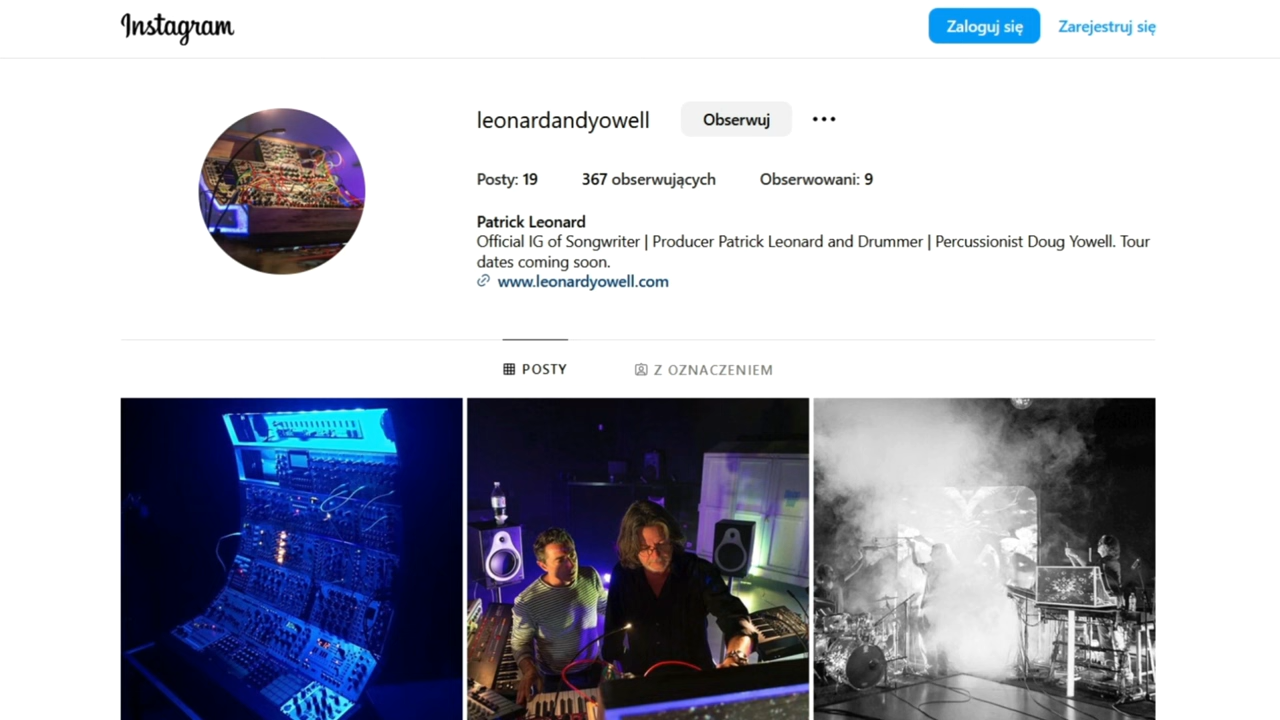 Instagram
Zaloguj się
Zarejestruj się
leonardandyowell
Obserwuj
Posty: 19
367 obserwujących
Obserwowani: 9
Patrick Leonard
Official IG of Songwriter | Producer Patrick Leonard and Drummer | Percussionist Doug Yowell. Tour
dates coming soon.
www.leonardyowell.com
POSTY
Z OZNACZENIEM